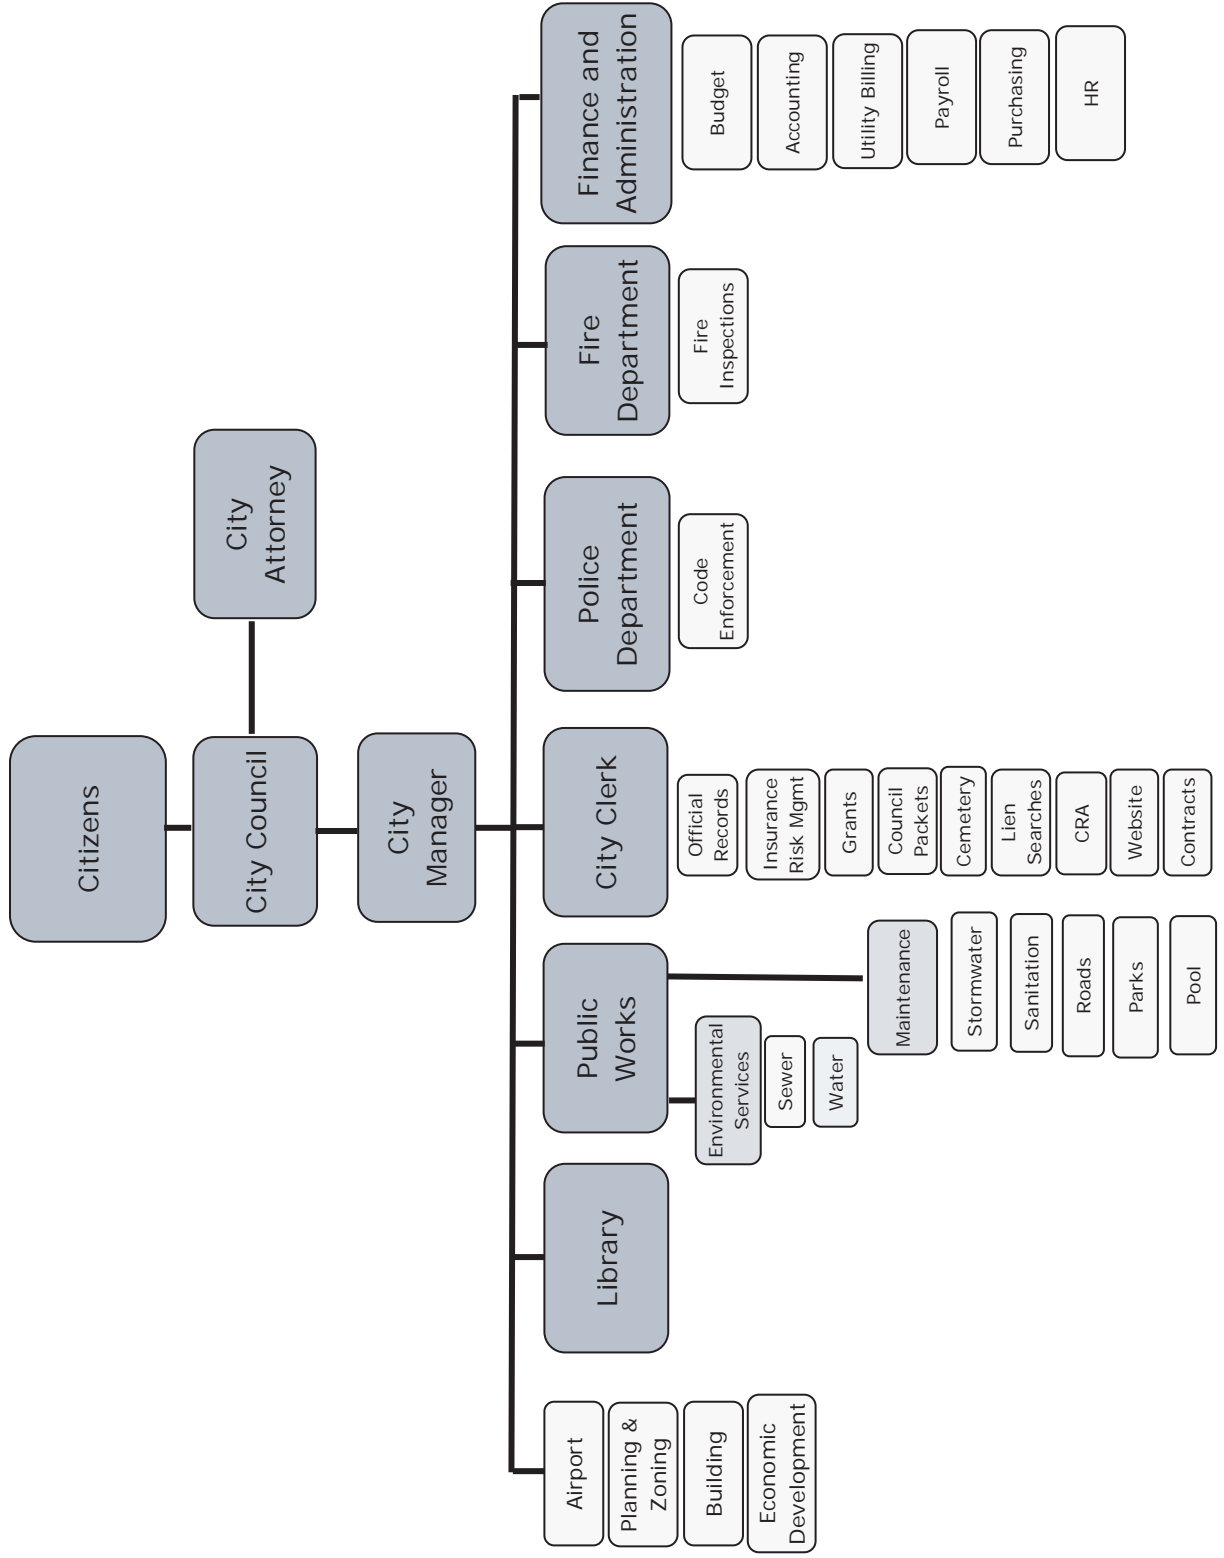 Citizens
City Council
City
Attorney
City
Manager
Airport
Planning &
Zoning
Building
Economic
Development
Library
Public
Works
Environmental
Services
Sewer
Water
Maintenance
Stormwater
Sanitation
Roads
Parks
Pool
City Clerk
Official
Records
Insurance
Risk Mgmt
Grants
Council
Packets
Cemetery
Lien
Searches
CRA
Website
Contracts
Police
Department
Code
Enforcement
Fire
Department
Fire
Inspections
Finance and
Administration
Budget
Accounting
Utility Billing
Payroll
Purchasing
HR